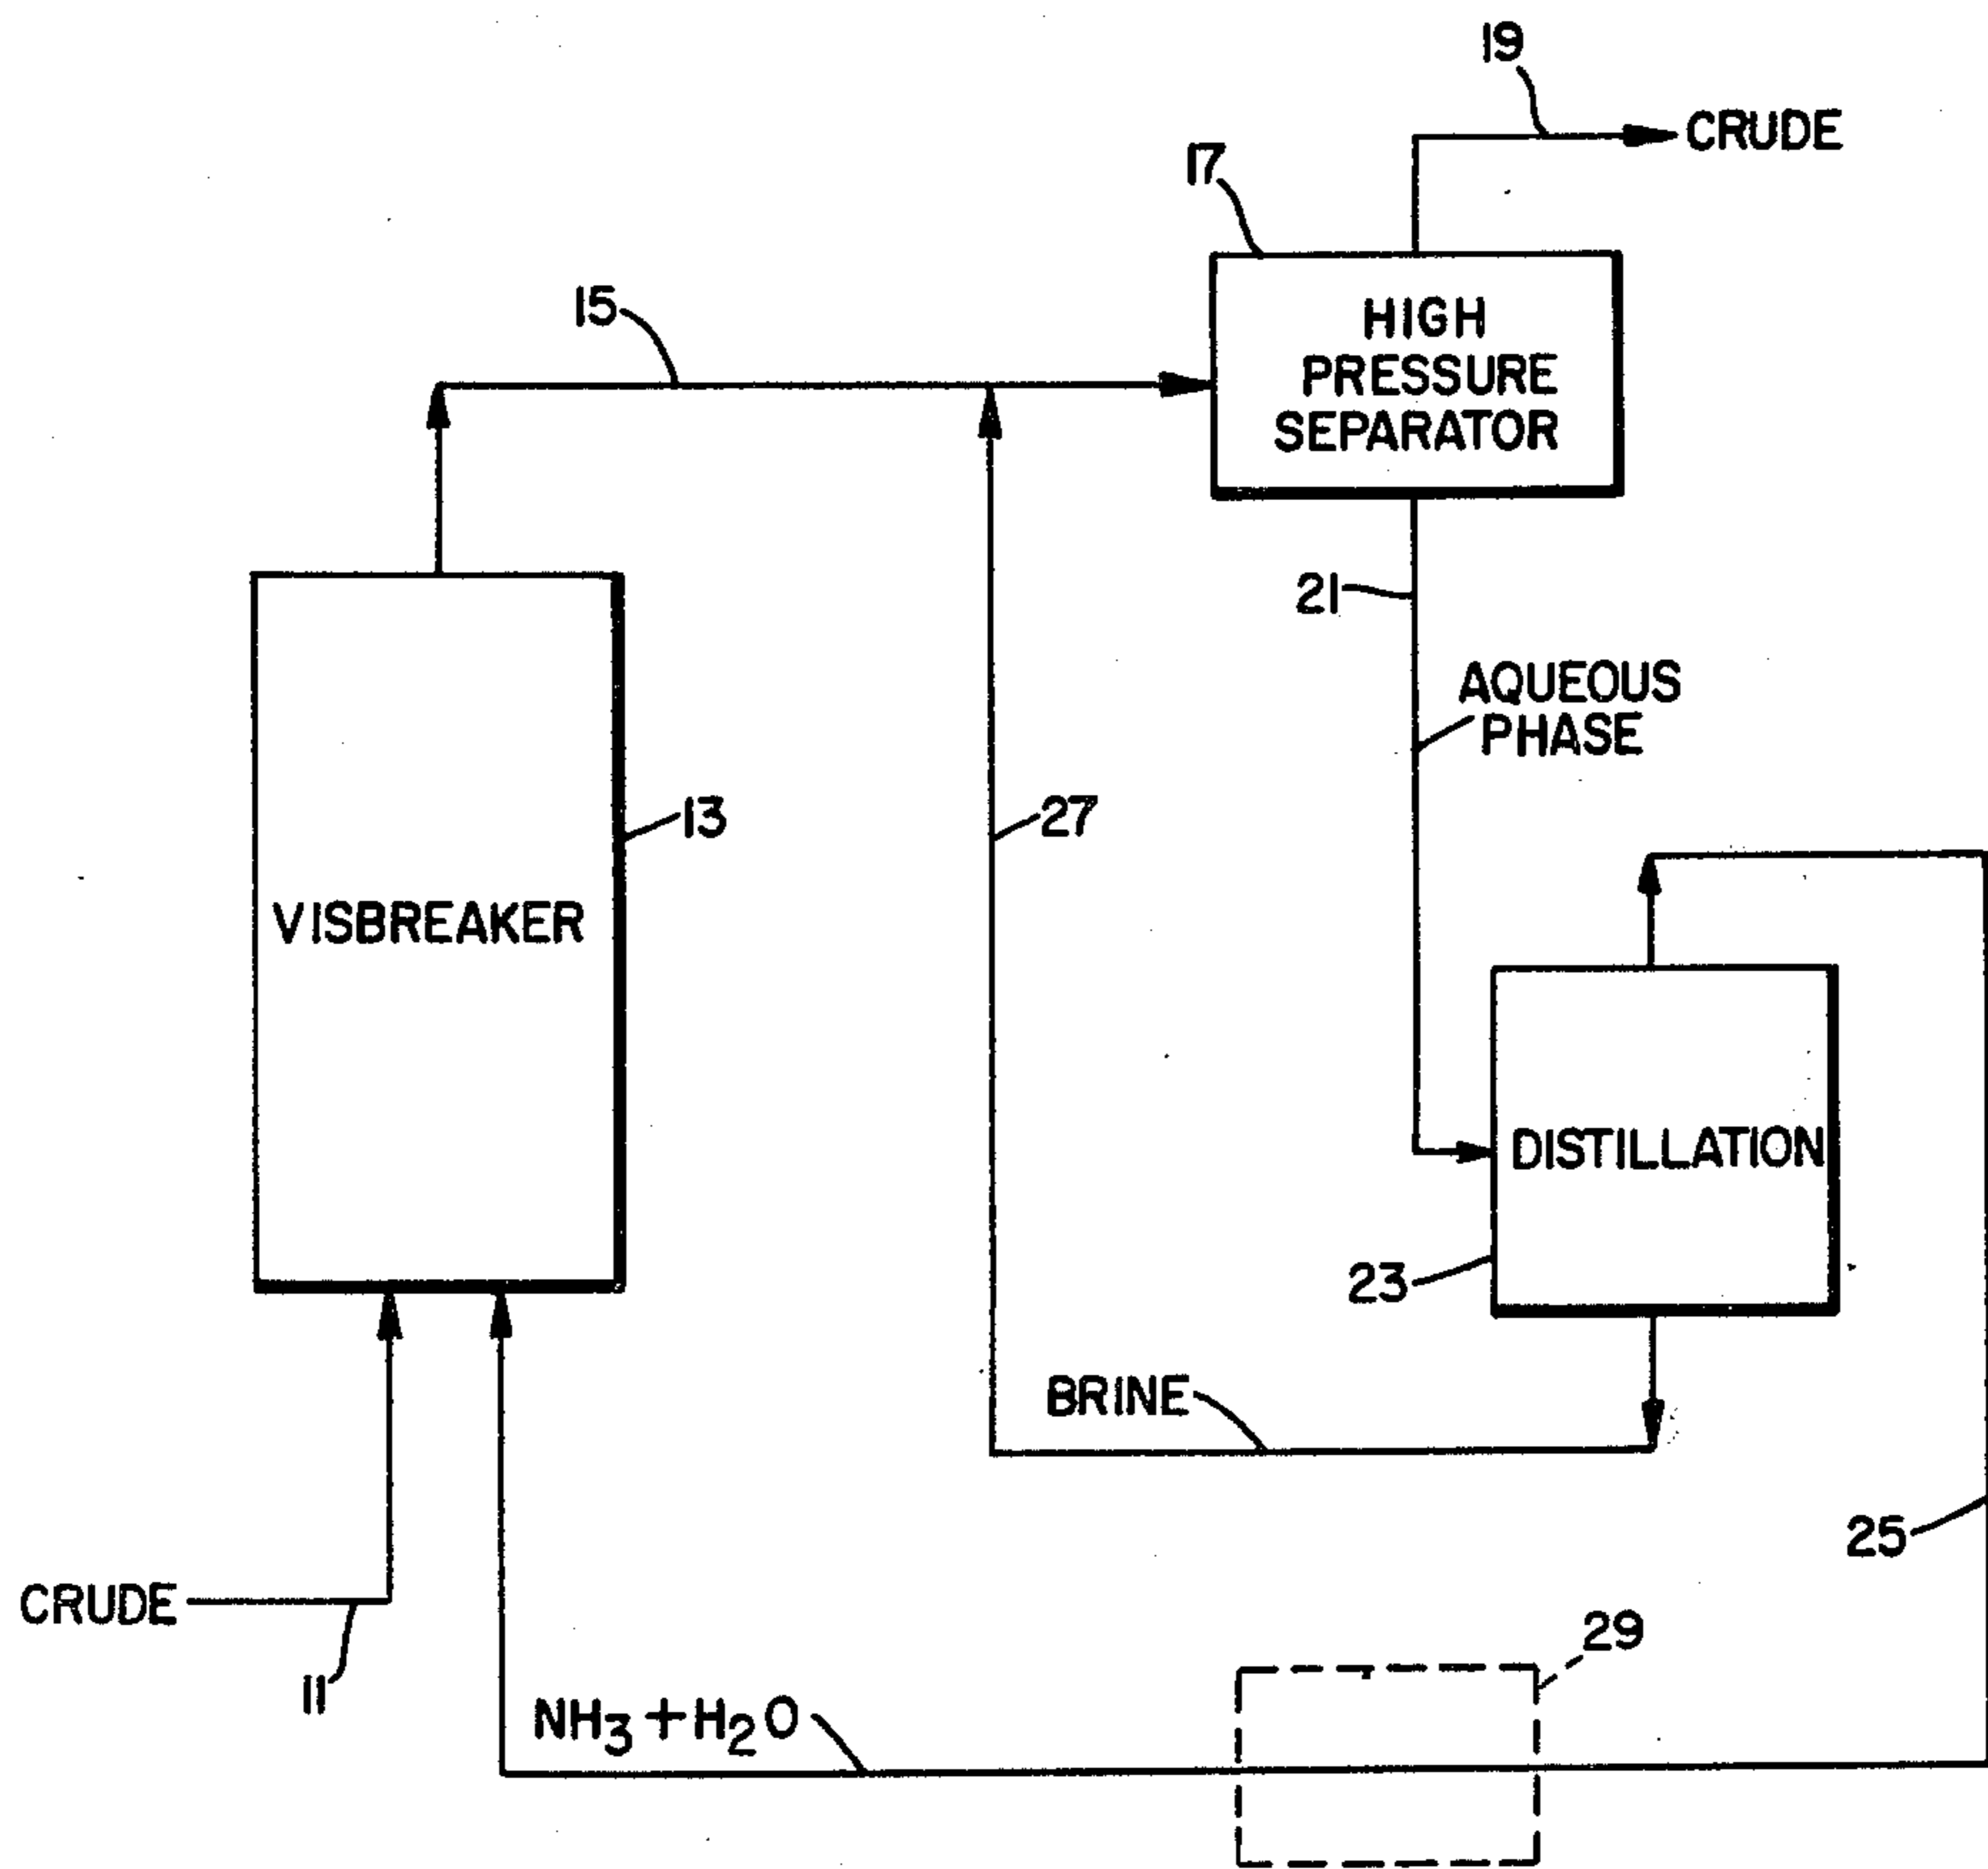 19
CRUDE
17
HIGH
PRESSURE
SEPARATOR
15
21
AQUEOUS
PHASE
13
27
VISBREAKER
DISTILLATION
23
BRINE
25
CRUDE
11
29
NH₃+H₂O